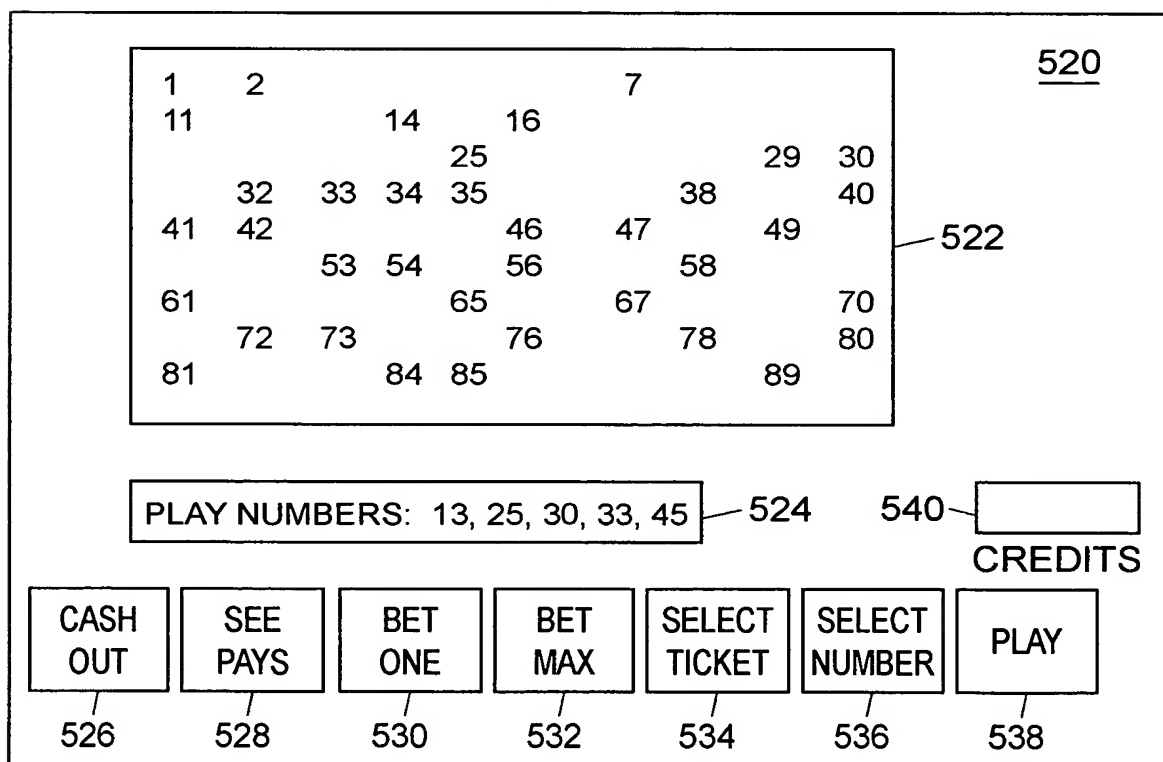 520
1 2 7
11 14 16
25 29 30
32 33 34 35 38 40
41 42 46 47 49
522
53 54 56 58
61 65 67 70
72 73 76 78 80
81 84 85 89
PLAY NUMBERS: 13, 25, 30, 33, 45
524
540
CREDITS
CASH OUT
SEE PAYS
BET ONE
BET MAX
SELECT TICKET
SELECT NUMBER
PLAY
526 528 530 532 534 536 538